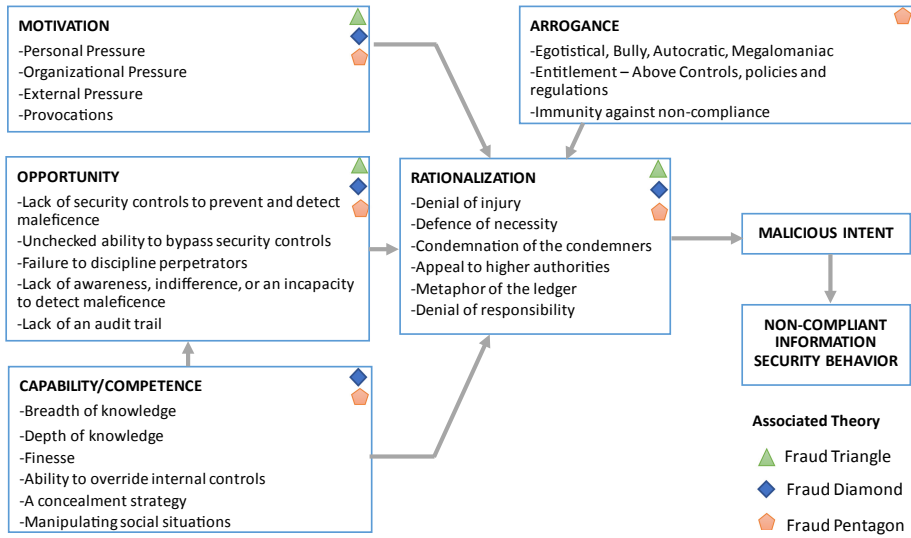 MOTIVATION
-Personal Pressure
-Organizational Pressure
-External Pressure
-Provocations
ARROGANCE
-Egotistical, Bully, Autocratic, Megalomaniac
-Entitlement – Above Controls, policies and
regulations
-Immunity against non-compliance
OPPORTUNITY
-Lack of security controls to prevent and detect
maleficence
-Unchecked ability to bypass security controls
-Failure to discipline perpetrators
-Lack of awareness, indifference, or an incapacity
to detect maleficence
-Lack of an audit trail
RATIONALIZATION
-Denial of injury
-Defence of necessity
-Condemnation of the condemners
-Appeal to higher authorities
-Metaphor of the ledger
-Denial of responsibility
MALICIOUS INTENT
NON-COMPLIANT
INFORMATION
SECURITY BEHAVIOR
CAPABILITY/COMPETENCE
-Breadth of knowledge
-Depth of knowledge
-Finesse
-Ability to override internal controls
-A concealment strategy
-Manipulating social situations
Associated Theory
Fraud Triangle
Fraud Diamond
Fraud Pentagon